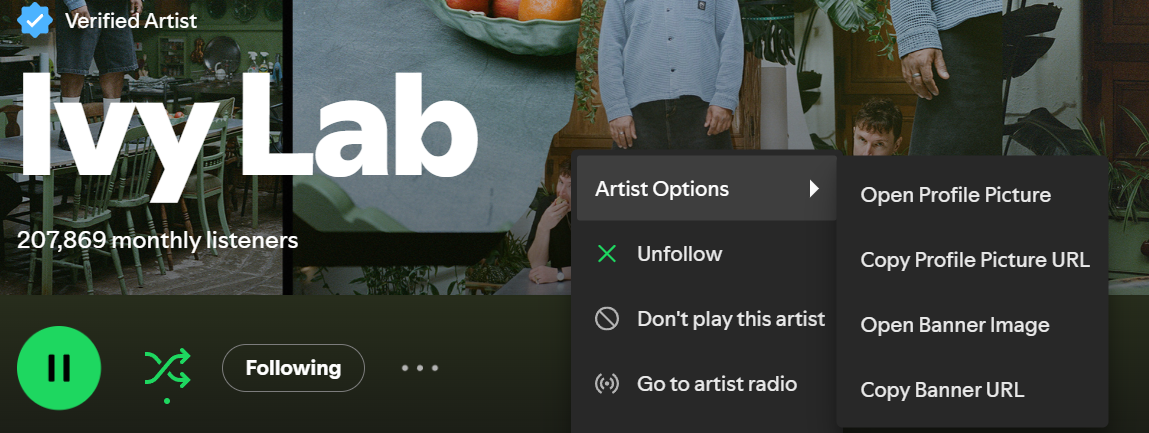 Verified Artist
Ivy Lab
207,869 monthly listeners
Following
Artist Options
Unfollow
Don't play this artist
Go to artist radio
Open Profile Picture
Copy Profile Picture URL
Open Banner Image
Copy Banner URL